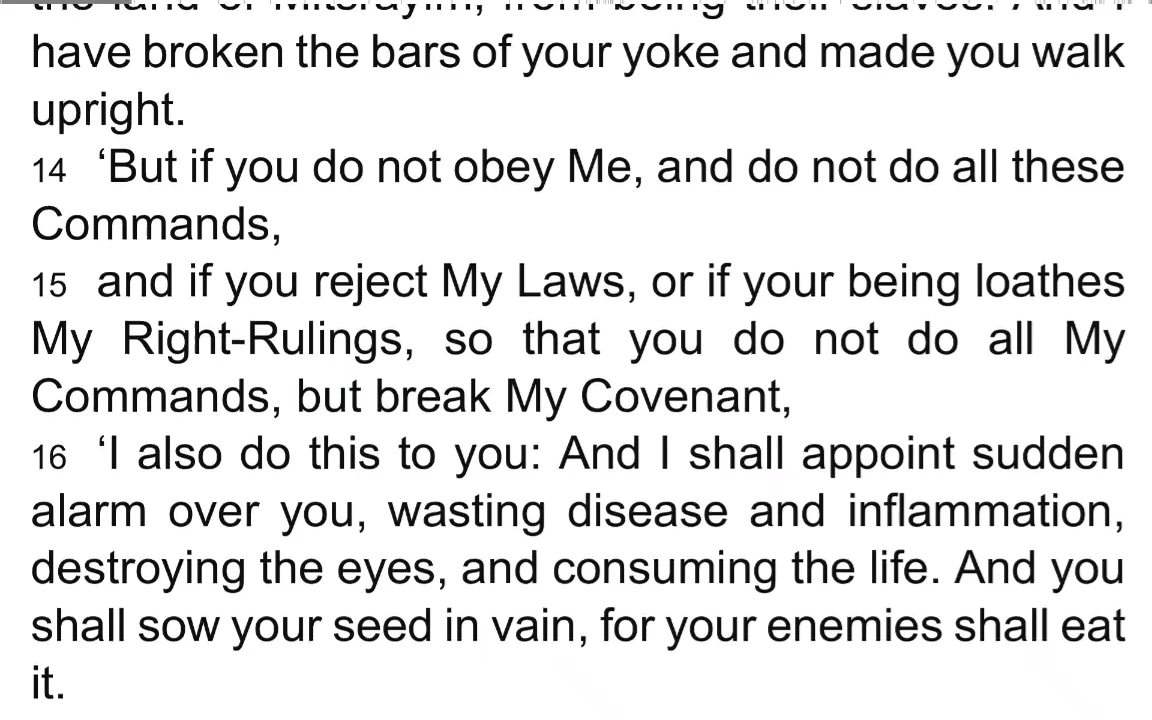 have broken the bars of your yoke and made you walk
upright.
14 ‘But if you do not obey Me, and do not do all these
Commands,
15 and if you reject My Laws, or if your being loathes
My Right-Rulings, so that you do not do all My
Commands, but break My Covenant,
16 ‘I also do this to you: And I shall appoint sudden
alarm over you, wasting disease and inflammation,
destroying the eyes, and consuming the life. And you
shall sow your seed in vain, for your enemies shall eat
it.